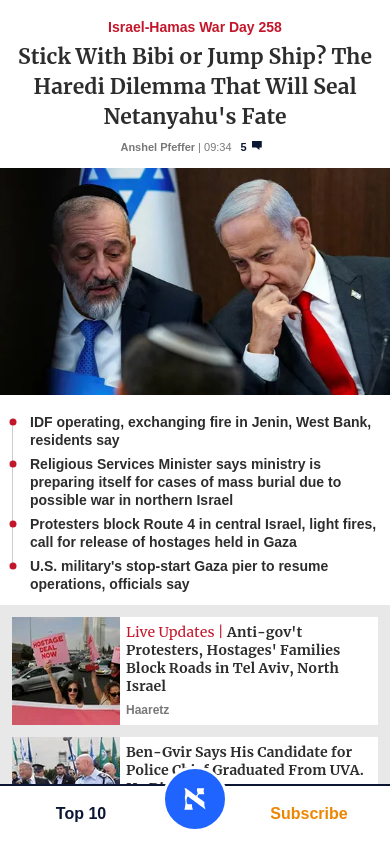 Israel-Hamas War Day 258
Stick With Bibi or Jump Ship? The
Haredi Dilemma That Will Seal
Netanyahu's Fate
Anshel Pfeffer | 09:34 5
IDF operating, exchanging fire in Jenin, West Bank,
residents say
Religious Services Minister says ministry is
preparing itself for cases of mass burial due to
possible war in northern Israel
Protesters block Route 4 in central Israel, light fires,
call for release of hostages held in Gaza
U.S. military's stop-start Gaza pier to resume
operations, officials say
HOSTAGE
DEAL
NOW
Live Updates | Anti-gov't
Protesters, Hostages' Families
Block Roads in Tel Aviv, North
Israel
Haaretz
Ben-Gvir Says His Candidate for
Police Chief Graduated From UVA.
Top 10
Subscribe